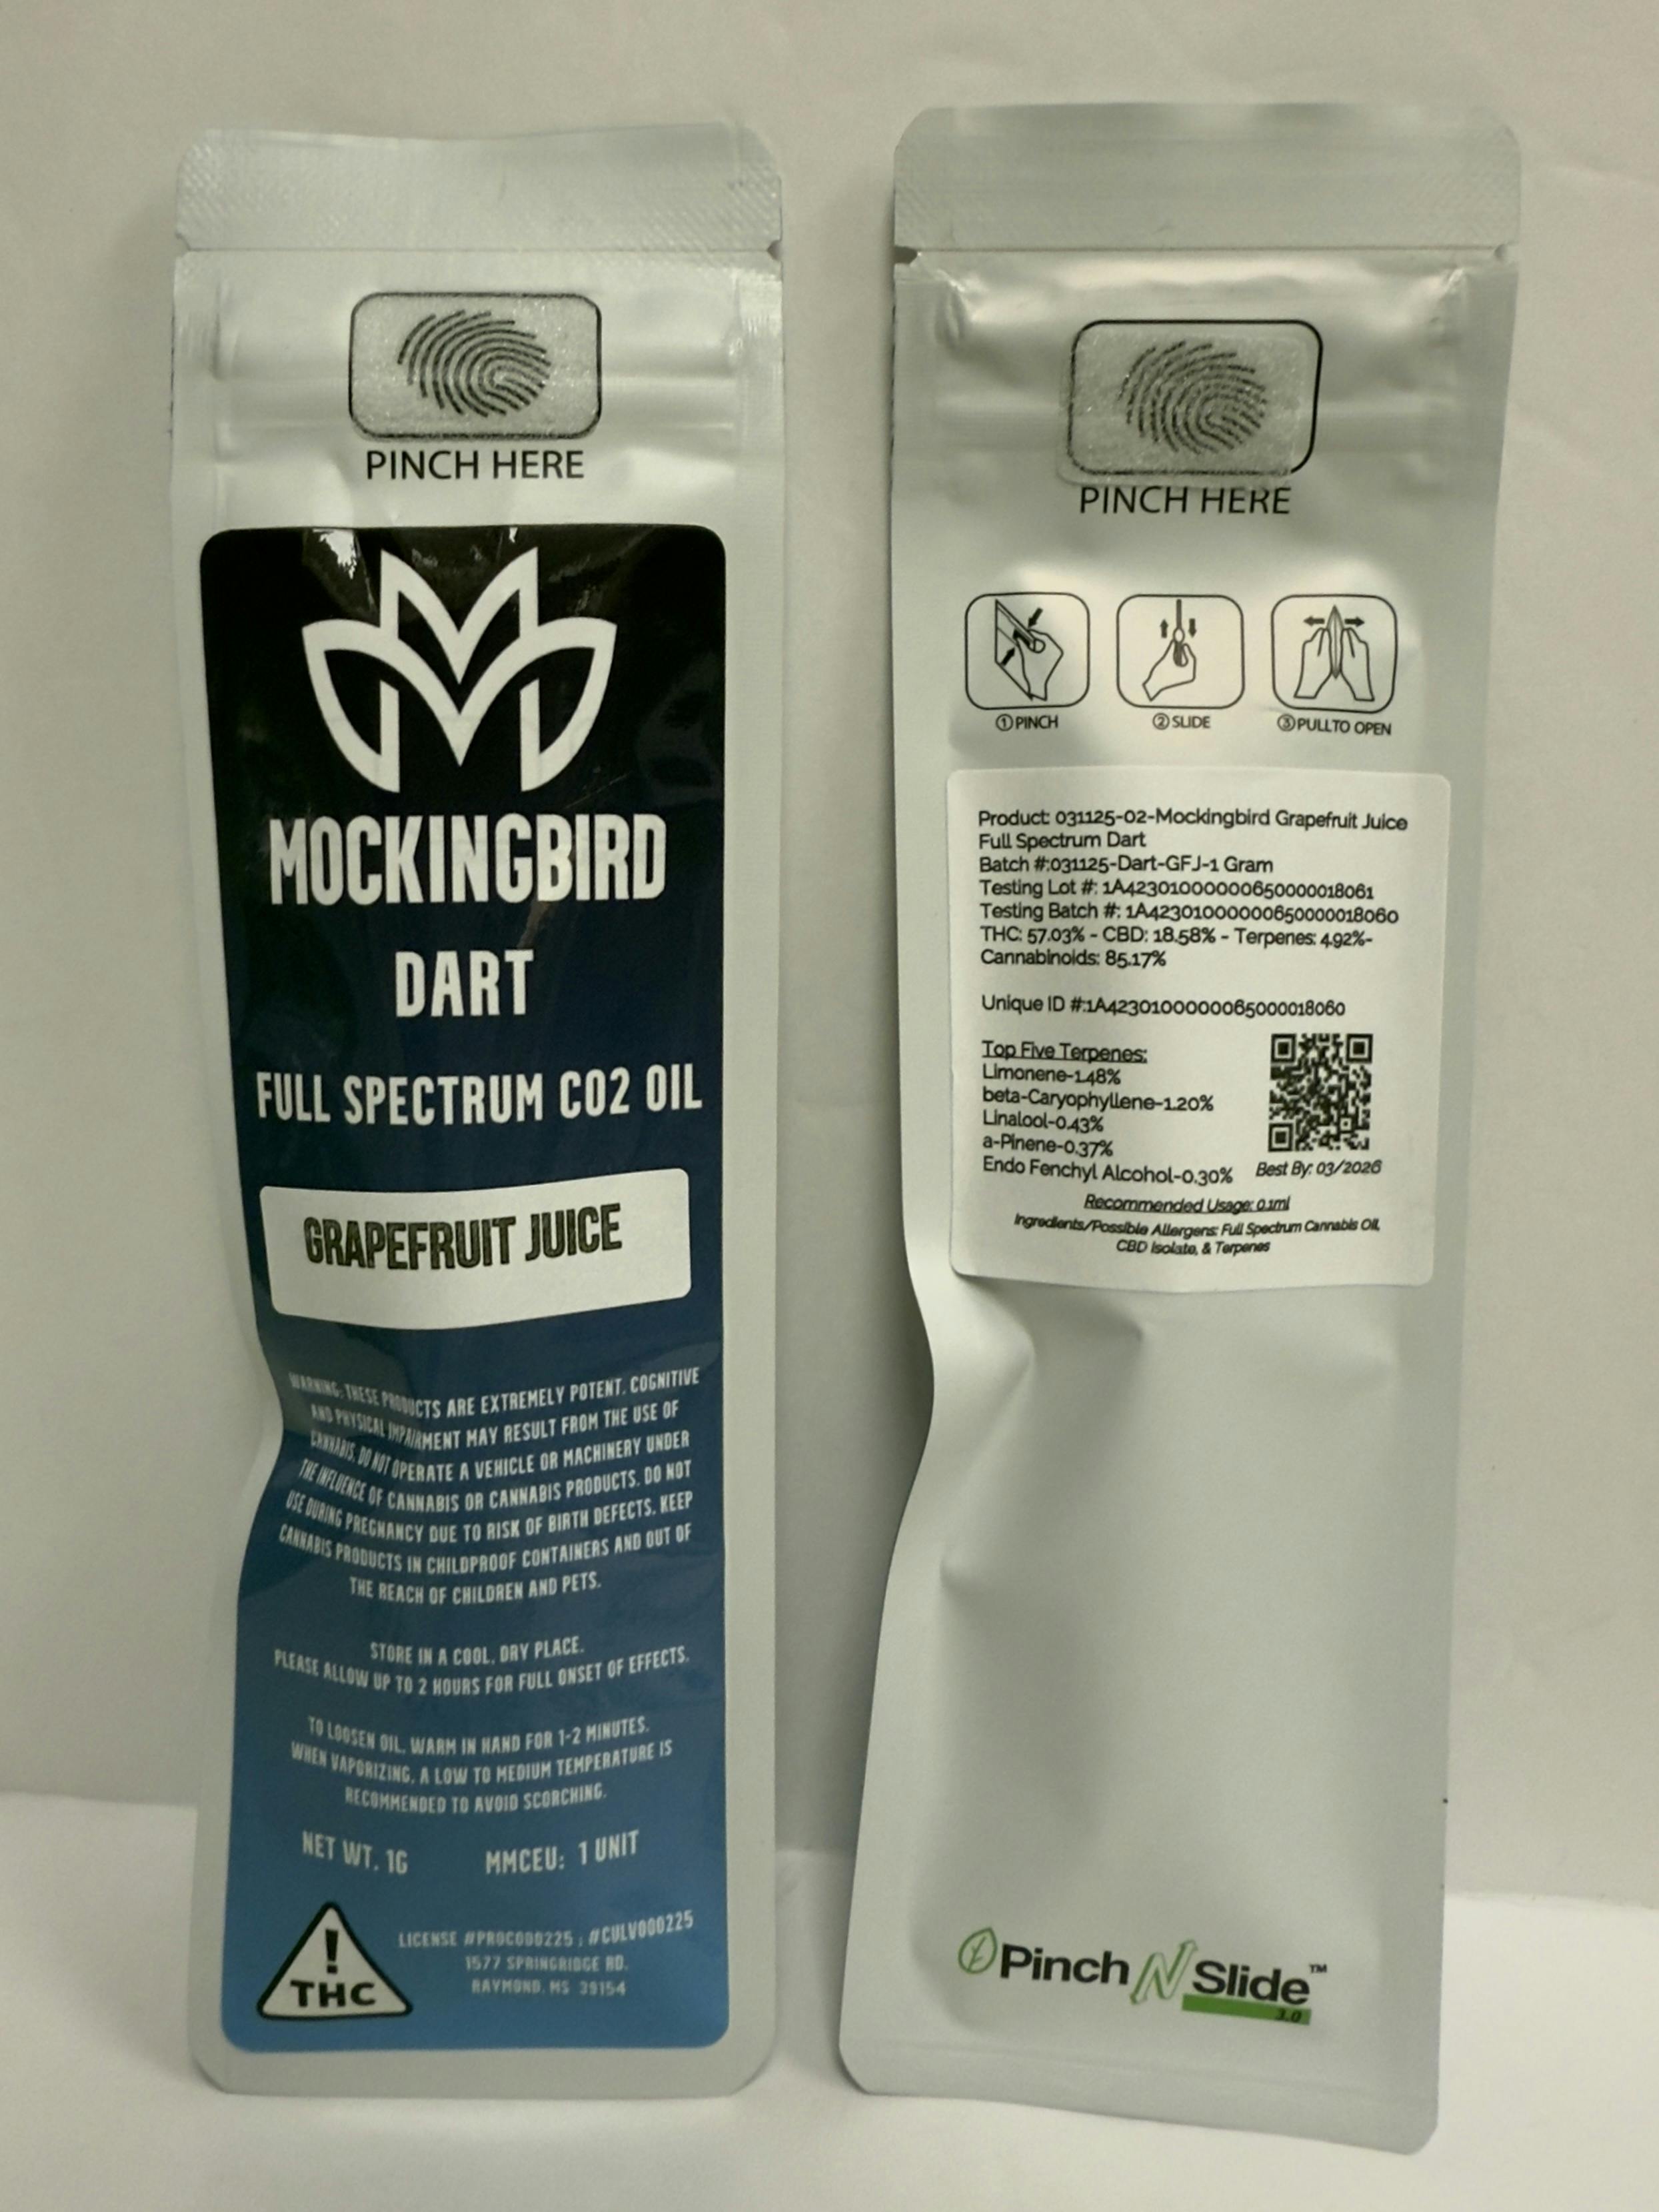 PINCH HERE
MOCKINGBIRD
DART
FULL SPECTRUM CO2 OIL
GRAPEFRUIT JUICE
WARNING: THESE PRODUCTS ARE EXTREMELY POTENT. COGNITIVE
AND PHYSICAL IMPAIRMENT MAY RESULT FROM THE USE OF
CANNABIS. DO NOT OPERATE A VEHICLE OR MACHINERY UNDER
THE INFLUENCE OF CANNABIS OR CANNABIS PRODUCTS. DO NOT
USE DURING PREGNANCY DUE TO RISK OF BIRTH DEFECTS. KEEP
CANNABIS PRODUCTS IN CHILDPROOF CONTAINERS AND OUT OF
THE REACH OF CHILDREN AND PETS.
STORE IN A COOL, DRY PLACE.
PLEASE ALLOW UP TO 2 HOURS FOR FULL ONSET OF EFFECTS.
TO LOOSEN OIL, WARM IN HAND FOR 1-2 MINUTES.
WHEN VAPORIZING, A LOW TO MEDIUM TEMPERATURE IS
RECOMMENDED TO AVOID SCORCHING.
NET WT. 1G MMCEU: 1 UNIT
!
THC
LICENSE #PROC000225 ; #CULV000225
1577 SPRINGRIDGE RD.
RAYMOND, MS 39154
PINCH HERE
①PINCH ②SLIDE ③PULL TO OPEN
Product: 031125-02-Mockingbird Grapefruit Juice
Full Spectrum Dart
Batch #:031125-Dart-GFJ-1 Gram
Testing Lot #: 1A4230100000065000018061
Testing Batch #: 1A4230100000065000018060
THC: 57.03% - CBD: 18.58% - Terpenes: 4.92%-
Cannabinoids: 85.17%
Unique ID #:1A4230100000065000018060
Top Five Terpenes:
Limonene-1.48%
beta-Caryophyllene-1.20%
Linalool-0.43%
a-Pinene-0.37%
Endo Fenchyl Alcohol-0.30%
Best By: 03/2026
Recommended Usage: 0.1ml
Ingredients/Possible Allergens: Full Spectrum Cannabis Oil,
CBD Isolate, & Terpenes
Pinch N Slide™
3.0